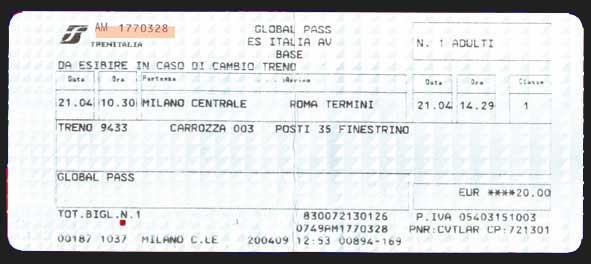 AM 1770328
TRENITALIA
GLOBAL PASS
ES ITALIA AV
BASE
N. 1 ADULTI
DA ESIBIRE IN CASO DI CAMBIO TRENO
Data Ora Partenza Arrivo Data Ora Classe
21.04 10.30 MILANO CENTRALE ROMA TERMINI 21.04 14.29 1
TRENO 9433 CARROZZA 003 POSTI 35 FINESTRINO
GLOBAL PASS
EUR ****20,00
TOT.BIGL.N.1 830072130126 P.IVA 05403151003
0749AM1770328 PNR:CVTLAR CP:721301
00187 1037 MILANO C.LE 200409 12:53 00894-169